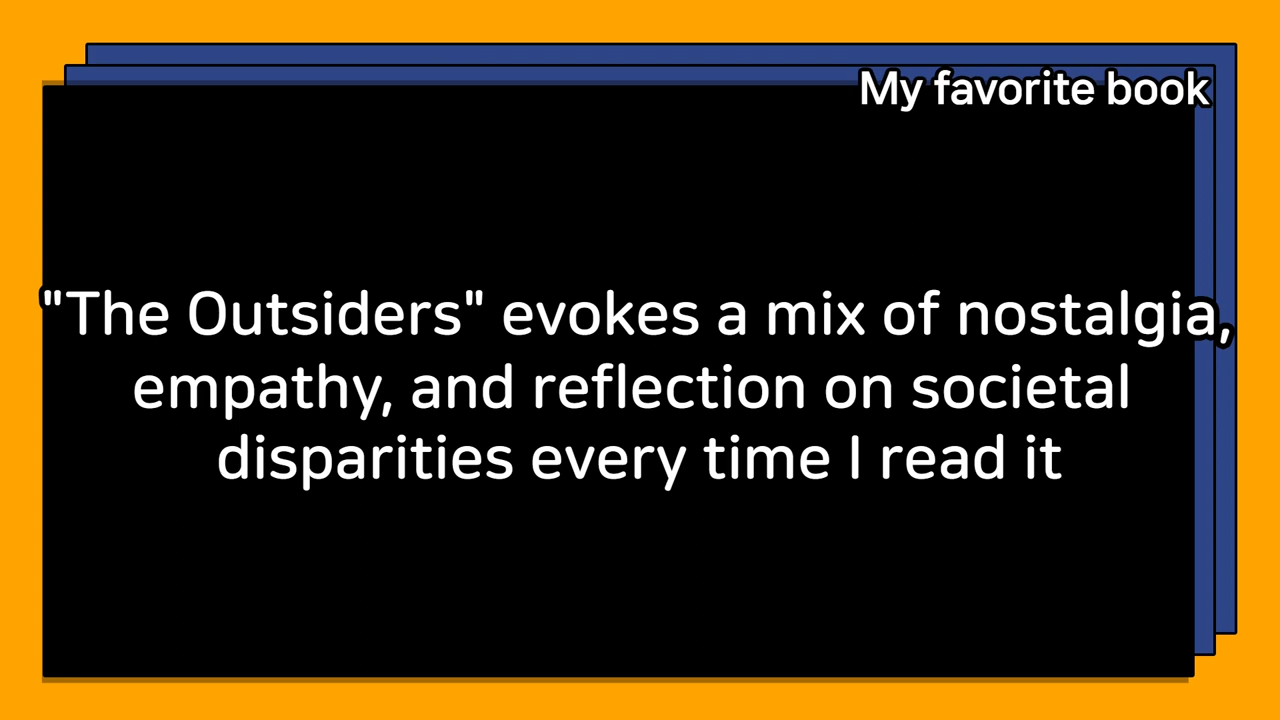 My favorite book
"The Outsiders" evokes a mix of nostalgia,
empathy, and reflection on societal
disparities every time I read it